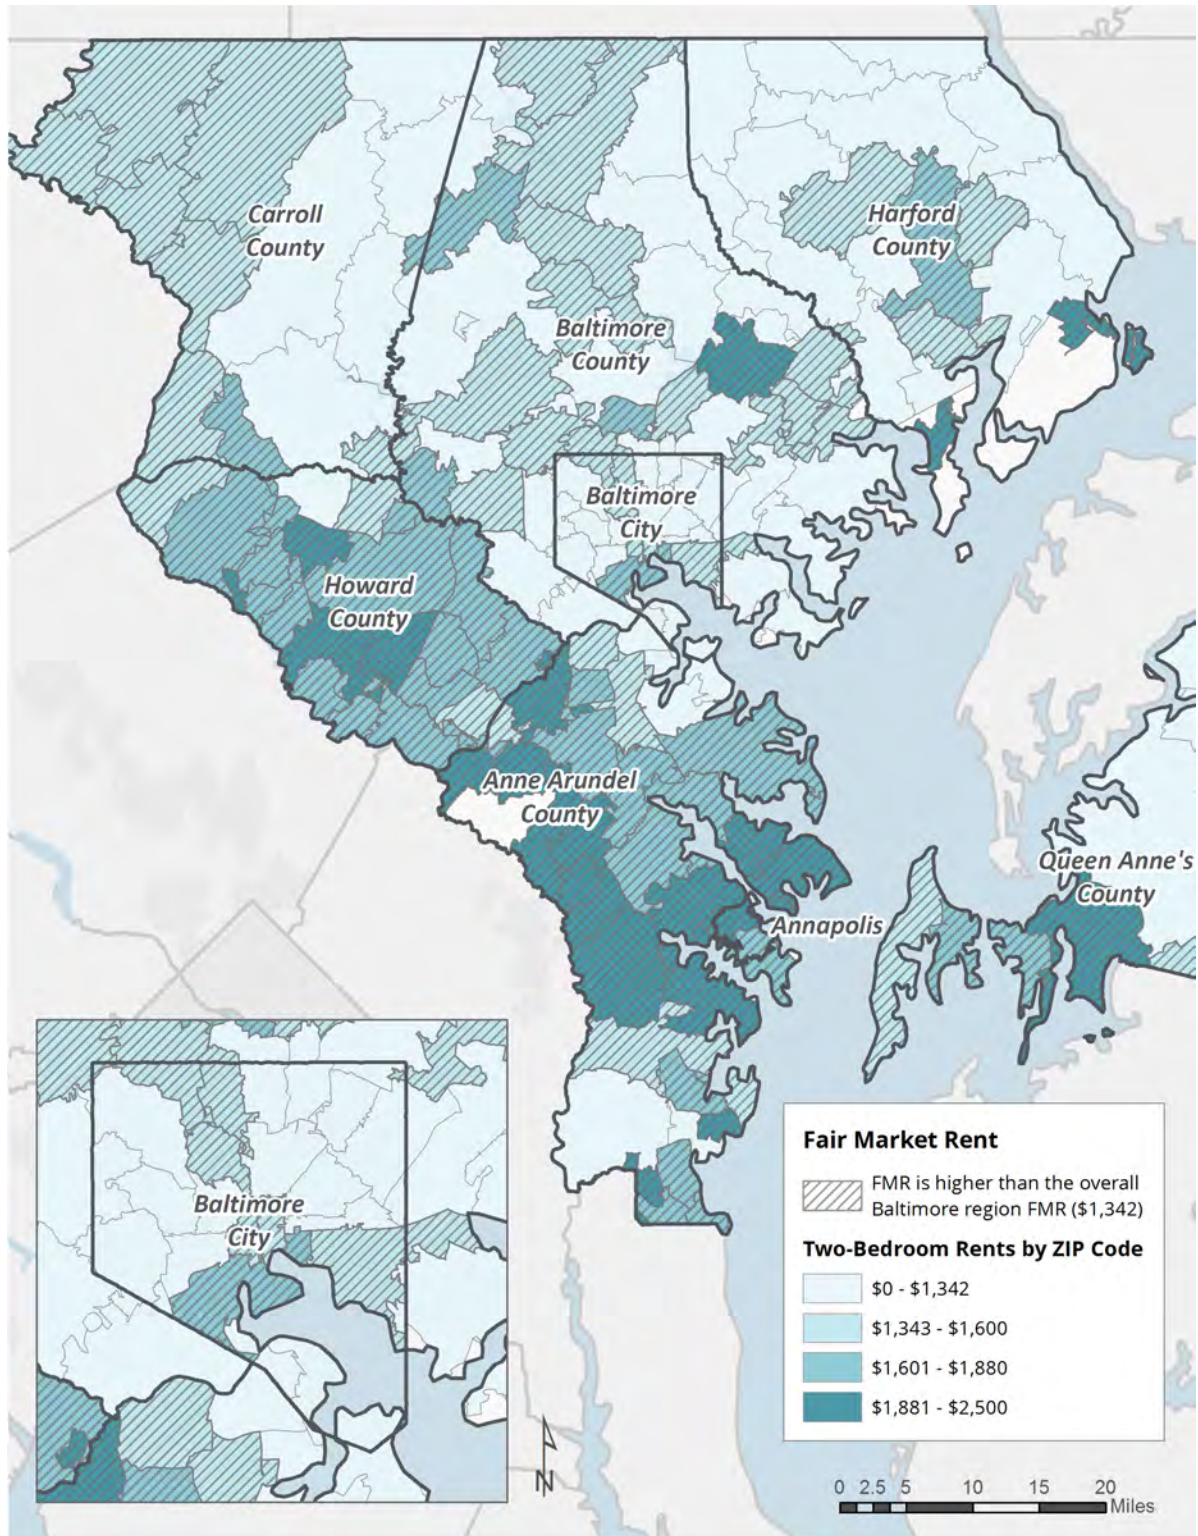 Carroll
County
Harford
County
Baltimore
County
Baltimore
City
Howard
County
Anne Arundel
County
Queen Anne's
County
Annapolis
Baltimore
City
N
Fair Market Rent
FMR is higher than the overall
Baltimore region FMR ($1,342)
Two-Bedroom Rents by ZIP Code
$0 - $1,342
$1,343 - $1,600
$1,601 - $1,880
$1,881 - $2,500
0 2.5 5 10 15 20
Miles